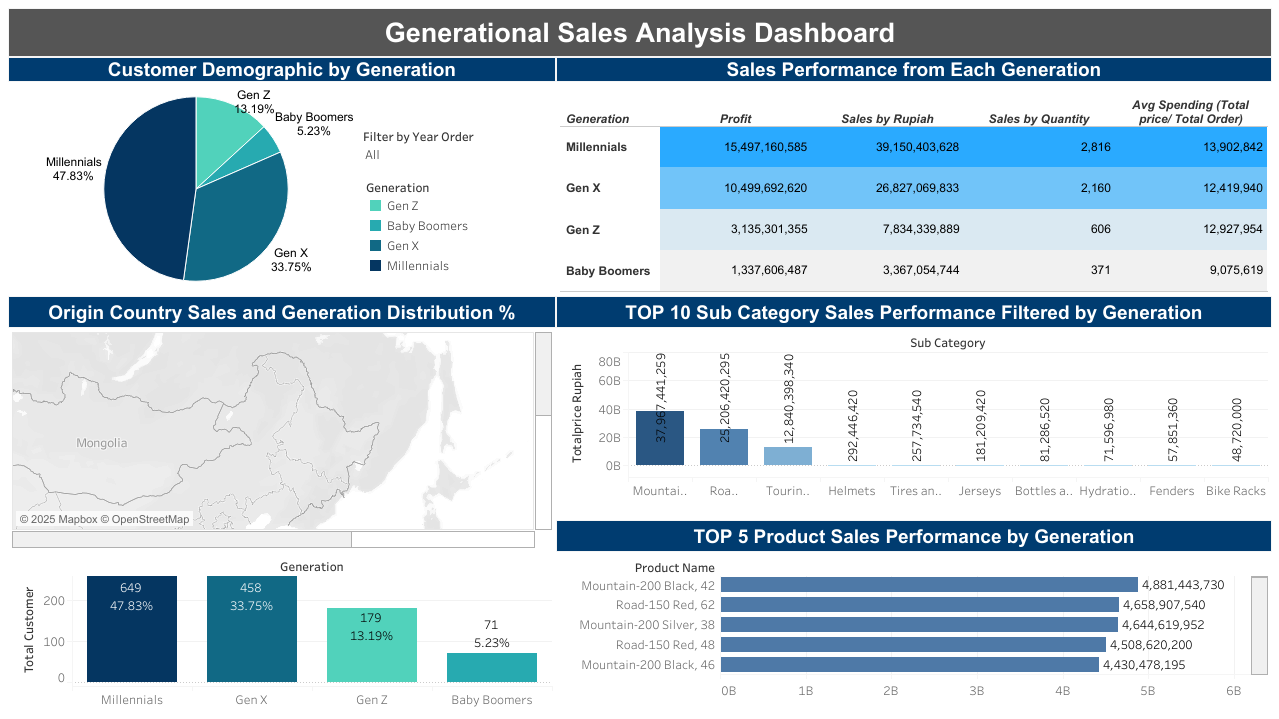 Generational Sales Analysis Dashboard
Customer Demographic by Generation
Gen Z
13.19%
Baby Boomers
5.23%
Millennials
47.83%
Gen X
33.75%
Filter by Year Order
All
Generation
Gen Z
Baby Boomers
Gen X
Millennials
Sales Performance from Each Generation
Generation Profit Sales by Rupiah Sales by Quantity Avg Spending (Total
price/ Total Order)
Millennials 15,497,160,585 39,150,403,628 2,816 13,902,842
Gen X 10,499,692,620 26,827,069,833 2,160 12,419,940
Gen Z 3,135,301,355 7,834,339,889 606 12,927,954
Baby Boomers 1,337,606,487 3,367,054,744 371 9,075,619
Origin Country Sales and Generation Distribution %
Mongolia
© 2025 Mapbox © OpenStreetMap
Generation
Total Customer
200
100
0
649
47.83%
458
33.75%
179
13.19%
71
5.23%
Millennials Gen X Gen Z Baby Boomers
TOP 10 Sub Category Sales Performance Filtered by Generation
Sub Category
Totalprice Rupiah
80B
60B
40B
20B
0B
37,967,441,259
25,206,420,295
12,840,398,340
292,446,420
257,734,540
181,209,420
81,286,520
71,596,980
57,851,360
48,720,000
Mountai.. Roa.. Tourin.. Helmets Tires an.. Jerseys Bottles a.. Hydratio.. Fenders Bike Racks
TOP 5 Product Sales Performance by Generation
Product Name
Mountain-200 Black, 42 4,881,443,730
Road-150 Red, 62 4,658,907,540
Mountain-200 Silver, 38 4,644,619,952
Road-150 Red, 48 4,508,620,200
Mountain-200 Black, 46 4,430,478,195
0B 1B 2B 3B 4B 5B 6B